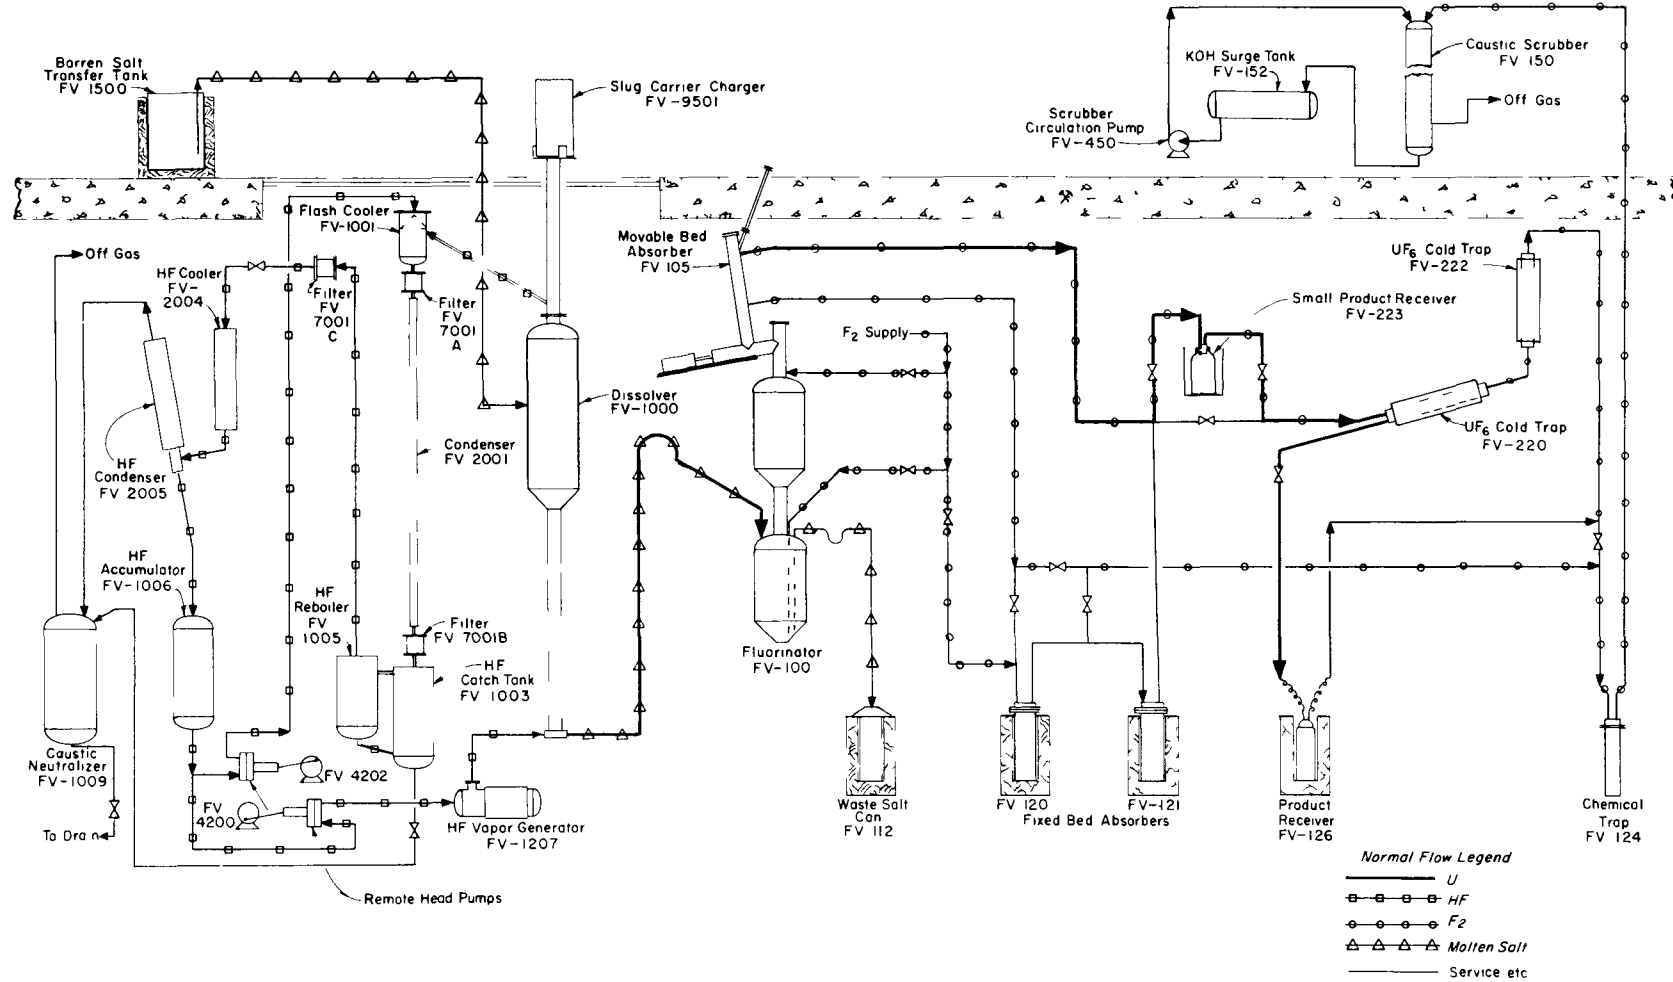 Barren Salt
Transfer Tank
FV 1500
Slug Carrier Charger
FV-9501
KOH Surge Tank
FV-152
Caustic Scrubber
FV 150
Off Gas
Scrubber
Circulation Pump
FV-450
Flash Cooler
FV-1001
Off Gas
HF Cooler
FV-
2004
Filter
FV
7001
C
Filter
FV
7001
A
Movable Bed
Absorber
FV 105
UF6 Cold Trap
FV-222
Small Product Receiver
FV-223
F2 Supply
Dissolver
FV-1000
Condenser
FV 2001
HF
Condenser
FV 2005
UF6 Cold Trap
FV-220
HF
Accumulator
FV-1006
HF
Reboiler
FV
1005
Filter
FV 7001B
HF
Catch Tank
FV 1003
Fluorinator
FV-100
Caustic
Neutralizer
FV-1009
FV 4202
FV
4200
To Drain
HF Vapor Generator
FV-1207
Waste Salt
Can
FV 112
FV 120
FV-121
Fixed Bed Absorbers
Product
Receiver
FV-126
Chemical
Trap
FV 124
Remote Head Pumps
Normal Flow Legend
U
HF
F2
Molten Salt
Service etc